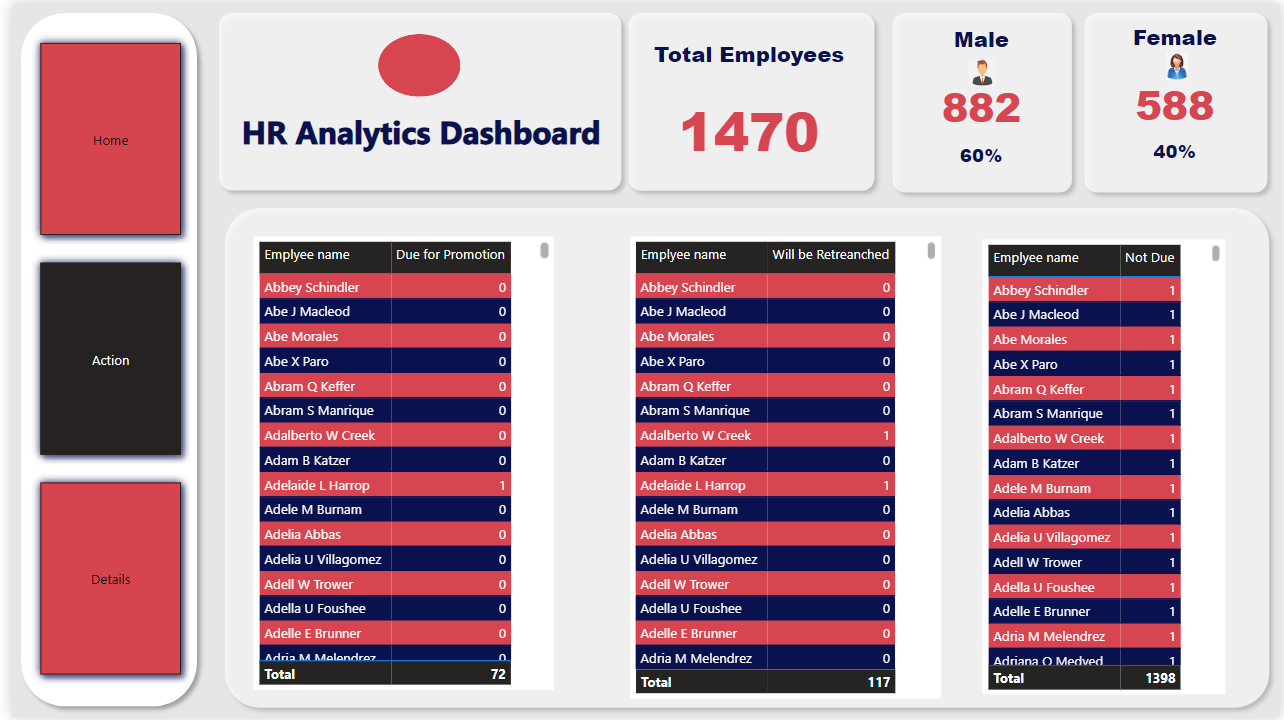 Home
Action
Details
HR Analytics Dashboard
Total Employees
1470
Male
882
60%
Female
588
40%
Emplyee name Due for Promotion
Abbey Schindler 0
Abe J Macleod 0
Abe Morales 0
Abe X Paro 0
Abram Q Keffer 0
Abram S Manrique 0
Adalberto W Creek 0
Adam B Katzer 0
Adelaide L Harrop 1
Adele M Burnam 0
Adelia Abbas 0
Adelia U Villagomez 0
Adell W Trower 0
Adella U Foushee 0
Adelle E Brunner 0
Adria M Melendrez 0
Total 72
Emplyee name Will be Retreanched
Abbey Schindler 0
Abe J Macleod 0
Abe Morales 0
Abe X Paro 0
Abram Q Keffer 0
Abram S Manrique 0
Adalberto W Creek 1
Adam B Katzer 0
Adelaide L Harrop 1
Adele M Burnam 0
Adelia Abbas 0
Adelia U Villagomez 0
Adell W Trower 0
Adella U Foushee 0
Adelle E Brunner 0
Adria M Melendrez 0
Total 117
Emplyee name Not Due
Abbey Schindler 1
Abe J Macleod 1
Abe Morales 1
Abe X Paro 1
Abram Q Keffer 1
Abram S Manrique 1
Adalberto W Creek 1
Adam B Katzer 1
Adele M Burnam 1
Adelia Abbas 1
Adelia U Villagomez 1
Adell W Trower 1
Adella U Foushee 1
Adelle E Brunner 1
Adria M Melendrez 1
Adriana O Medved 1
Total 1398